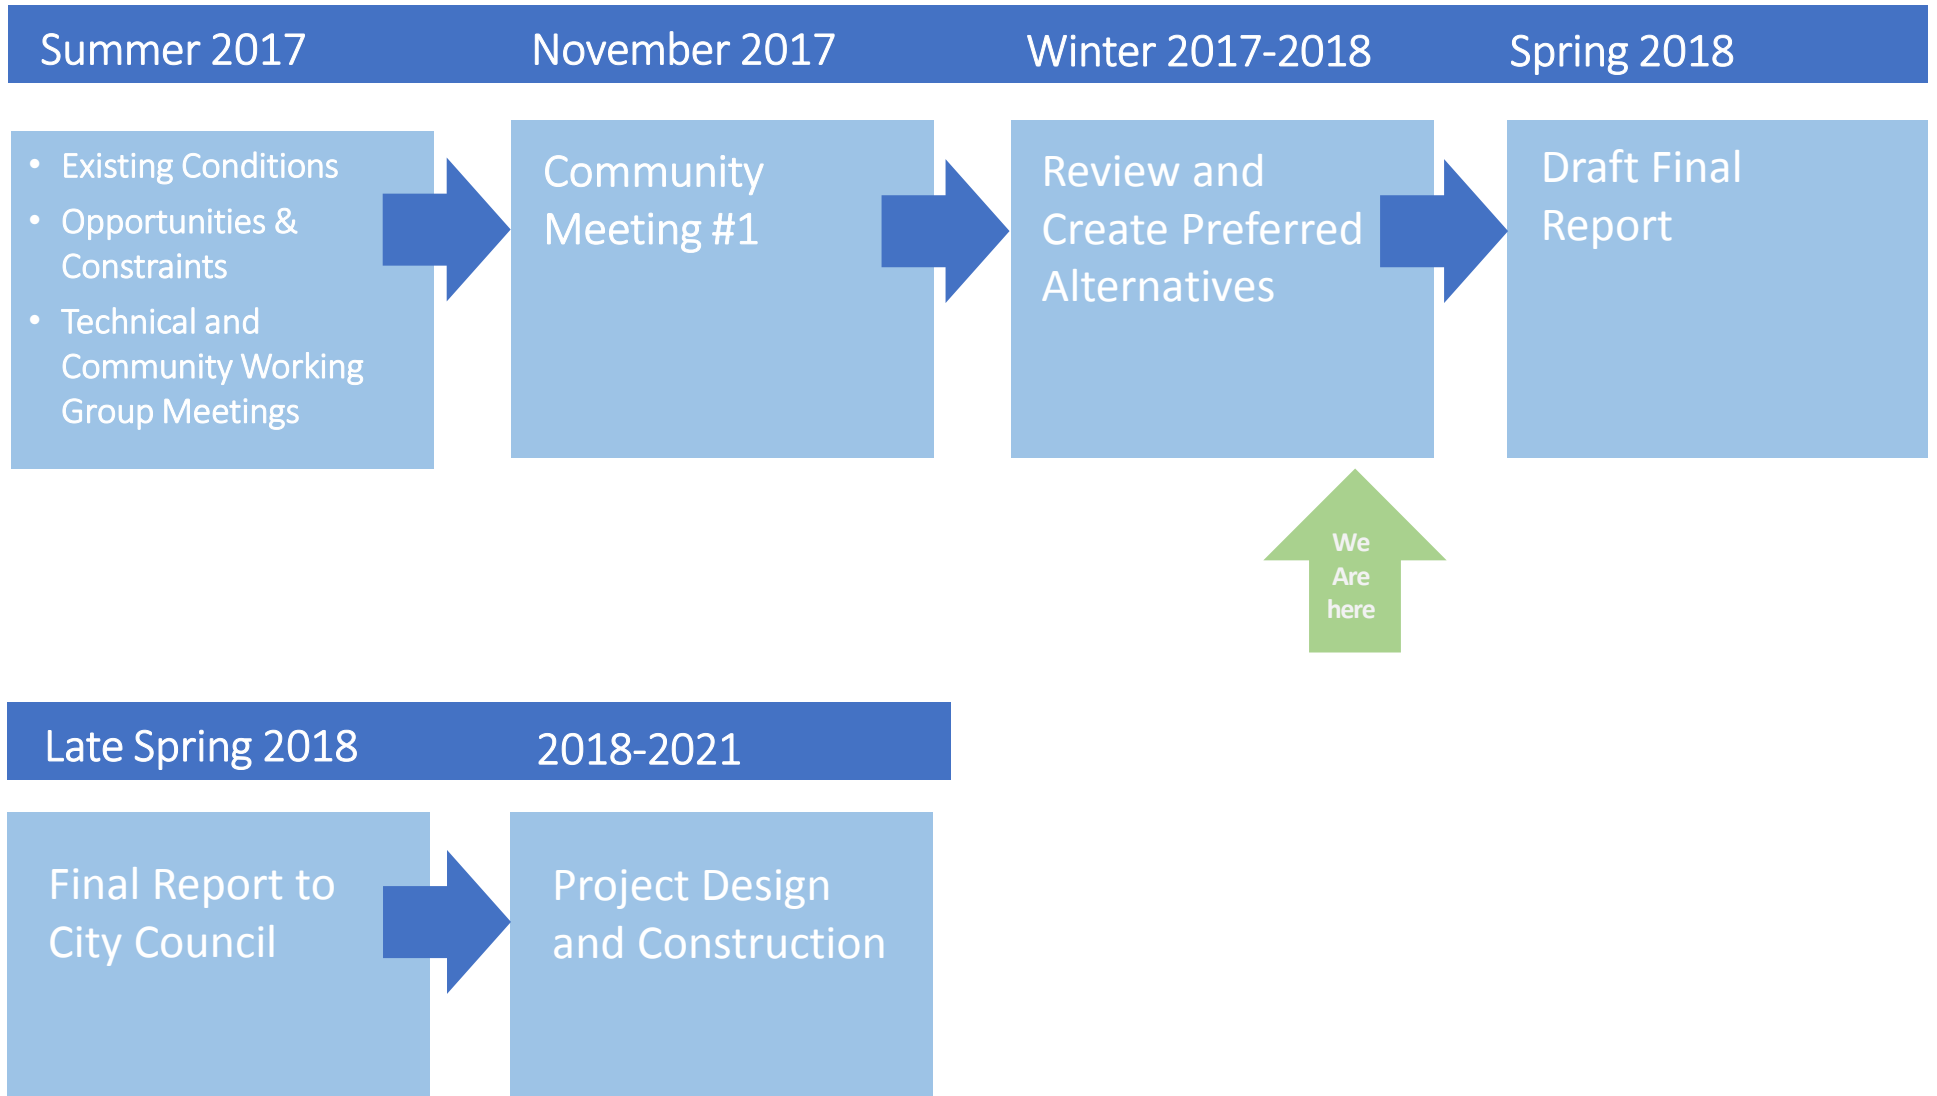 Summer 2017
November 2017
Winter 2017-2018
Spring 2018
• Existing Conditions
• Opportunities &
Constraints
• Technical and
Community Working
Group Meetings
Community
Meeting #1
Review and
Create Preferred
Alternatives
Draft Final
Report
We
Are
here
Late Spring 2018
2018-2021
Final Report to
City Council
Project Design
and Construction